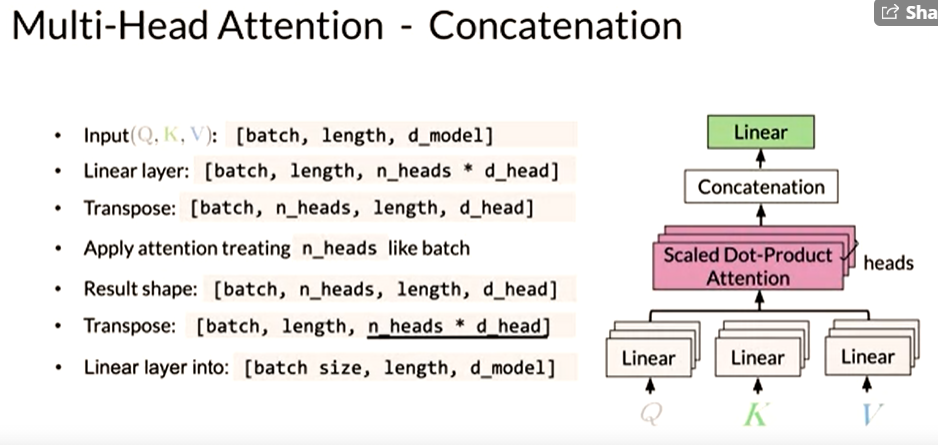 Multi-Head Attention - Concatenation
Sha
• Input(Q, K, V): [batch, length, d_model]
• Linear layer: [batch, length, n_heads * d_head]
• Transpose: [batch, n_heads, length, d_head]
• Apply attention treating n_heads like batch
• Result shape: [batch, n_heads, length, d_head]
• Transpose: [batch, length, n_heads * d_head]
• Linear layer into: [batch size, length, d_model]
Linear
Concatenation
Scaled Dot-Product
Attention
heads
Linear Linear Linear
Q K V